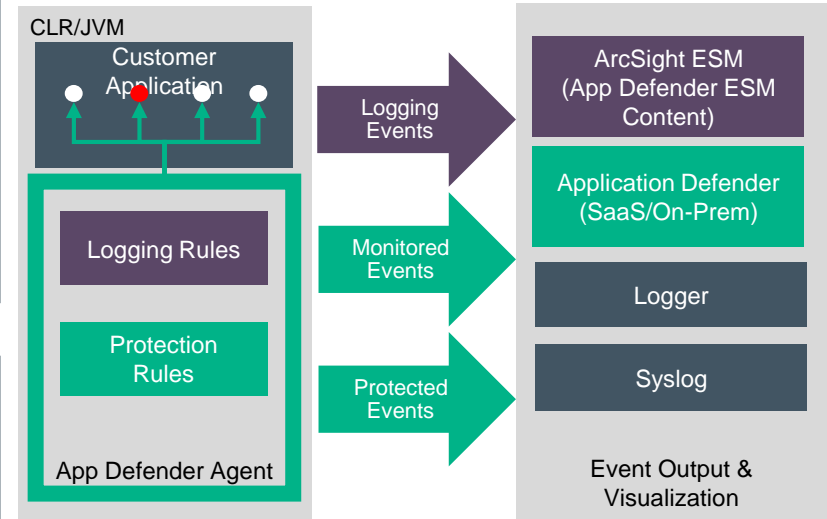 CLR/JVM
Customer
Application
Logging Rules
Protection
Rules
App Defender Agent
Logging
Events
Monitored
Events
Protected
Events
ArcSight ESM
(App Defender ESM
Content)
Application Defender
(SaaS/On-Prem)
Logger
Syslog
Event Output &
Visualization